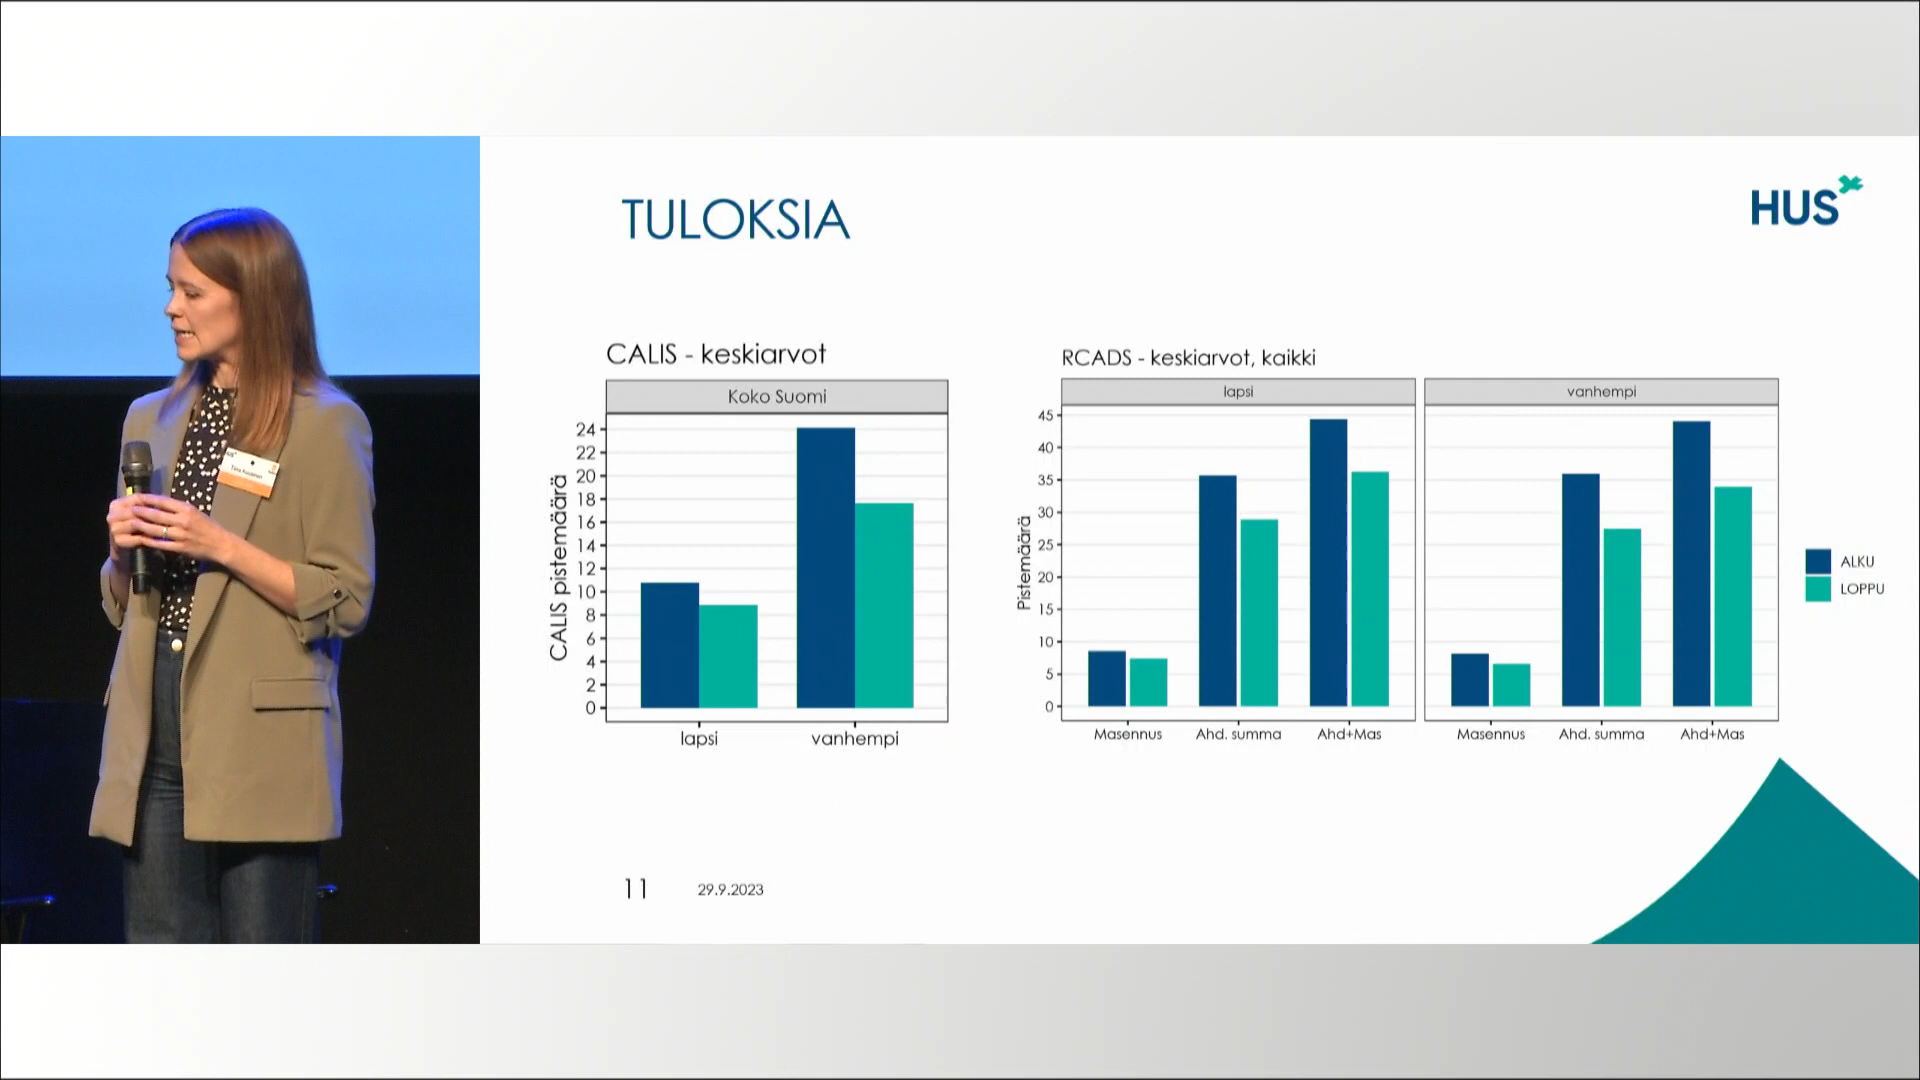 TULOKSIA
HUS
CALIS - keskiarvot
Koko Suomi
CALIS pistemäärä
24
22
20
18
16
14
12
10
8
6
4
2
0
lapsi vanhempi
RCADS - keskiarvot, kaikki
lapsi vanhempi
Pistemäärä
45
40
35
30
25
20
15
10
5
0
Masennus Ahd. summa Ahd+Mas Masennus Ahd. summa Ahd+Mas
ALKU
LOPPU
11 29.9.2023